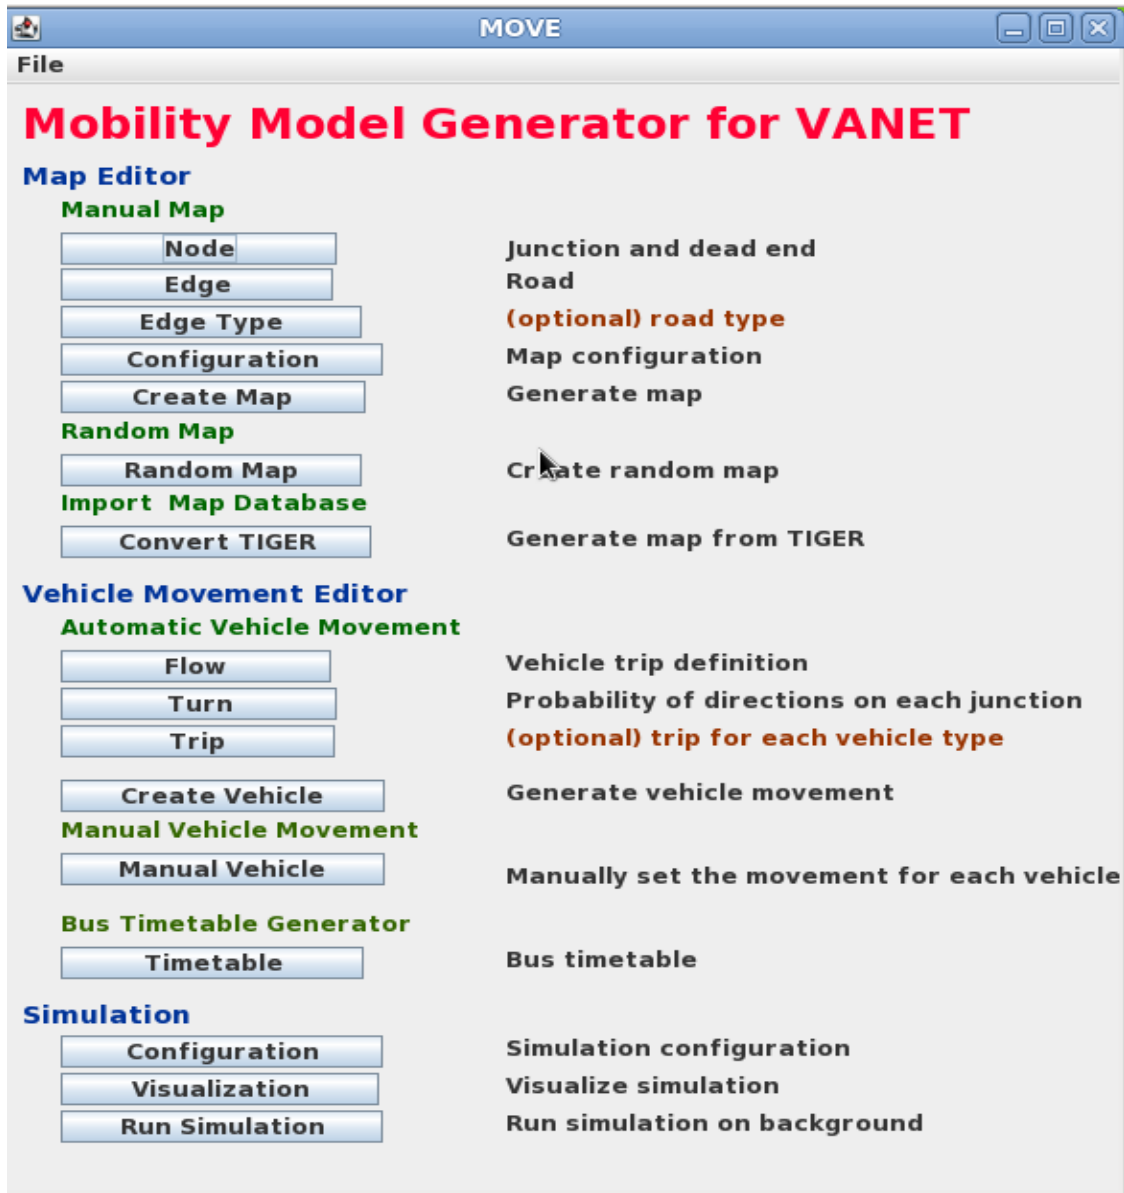 MOVE
File
Mobility Model Generator for VANET
Map Editor
Manual Map
Node Junction and dead end
Edge Road
Edge Type (optional) road type
Configuration Map configuration
Create Map Generate map
Random Map
Random Map Create random map
Import Map Database
Convert TIGER Generate map from TIGER
Vehicle Movement Editor
Automatic Vehicle Movement
Flow Vehicle trip definition
Turn Probability of directions on each junction
Trip (optional) trip for each vehicle type
Create Vehicle Generate vehicle movement
Manual Vehicle Movement
Manual Vehicle Manually set the movement for each vehicle
Bus Timetable Generator
Timetable Bus timetable
Simulation
Configuration Simulation configuration
Visualization Visualize simulation
Run Simulation Run simulation on background